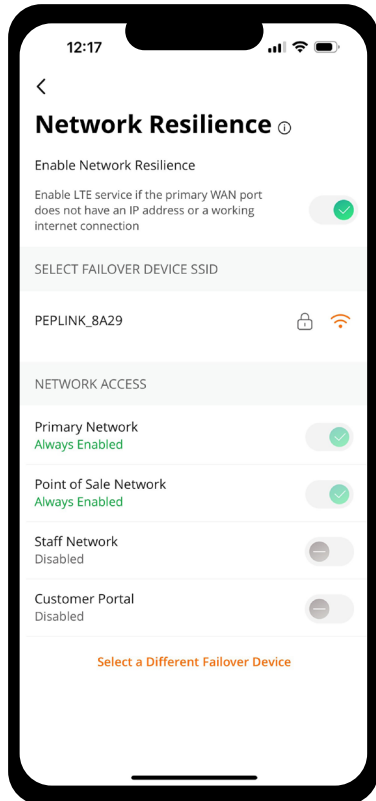 12:17
Network Resilience
Enable Network Resilience
Enable LTE service if the primary WAN port
does not have an IP address or a working
internet connection
SELECT FAILOVER DEVICE SSID
PEPLINK_8A29
NETWORK ACCESS
Primary Network
Always Enabled
Point of Sale Network
Always Enabled
Staff Network
Disabled
Customer Portal
Disabled
Select a Different Failover Device